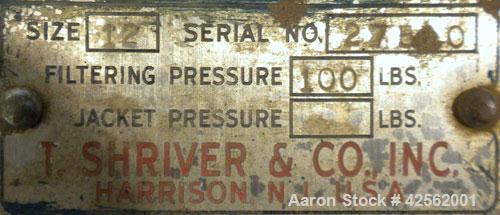 SIZE 12 SERIAL NO.
FILTERING PRESSURE 100 LBS.
JACKET PRESSURE LBS.
T. SHRIVER & CO. INC.
HARRISON N.J. U.S.A.
Aaron Stock # 42562001